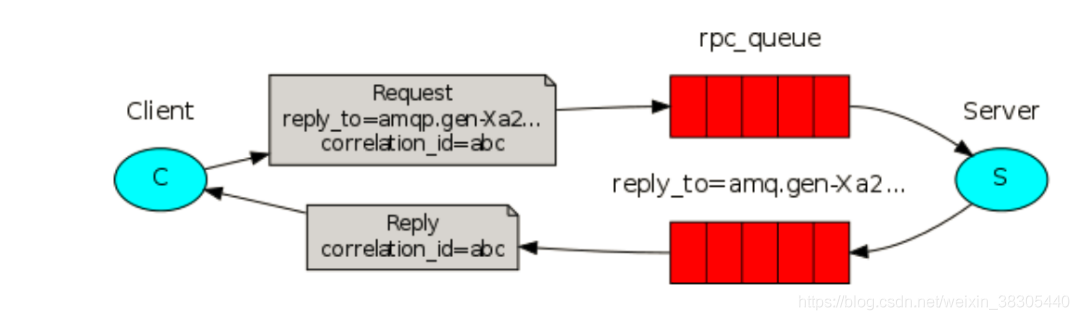 rpc_queue
Client
Request
reply_to=amqp.gen-Xa2...
correlation_id=abc
Server
C
S
reply_to=amq.gen-Xa2...
Reply
correlation_id=abc
https://blog.csdn.net/weixin_38305440